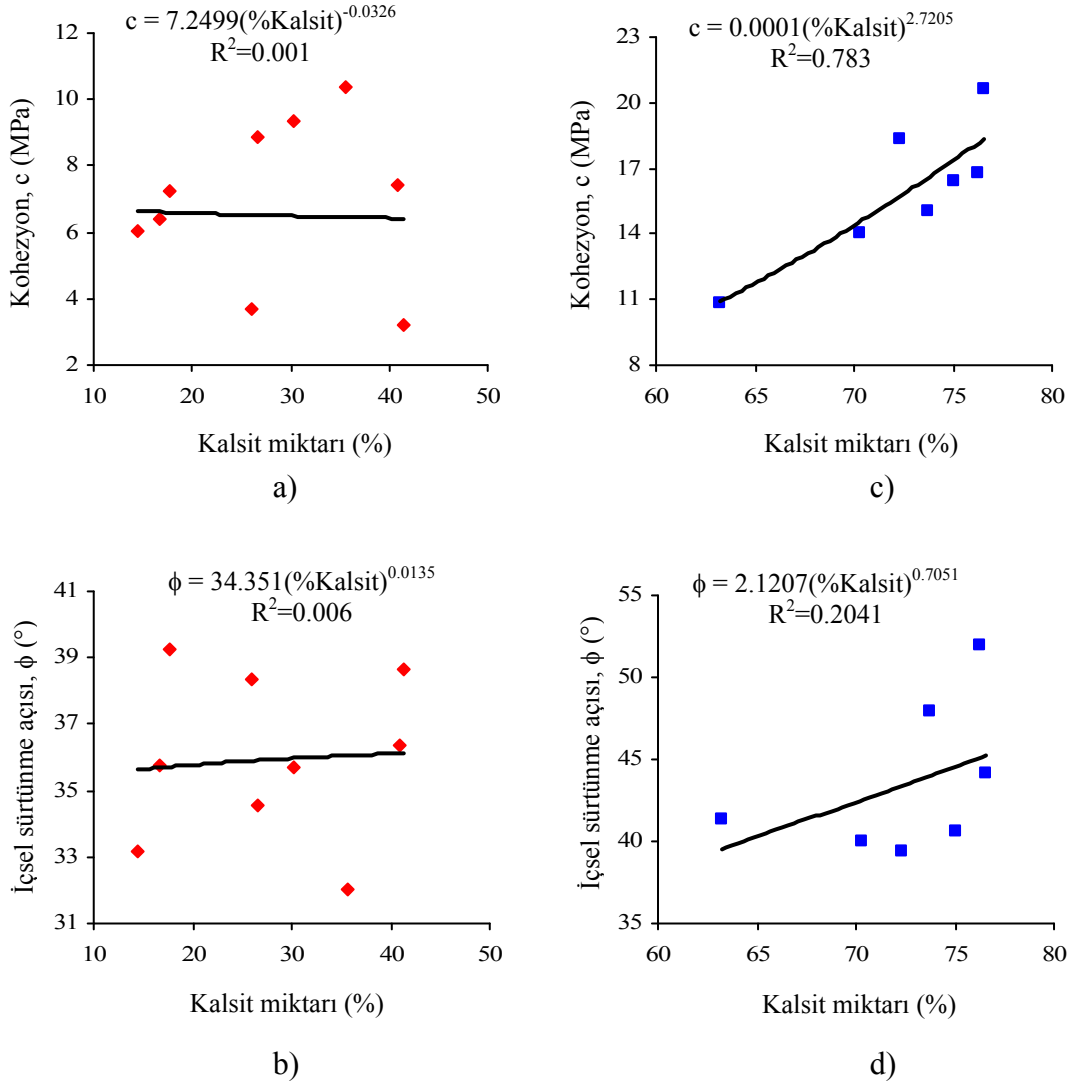 c = 7.2499(%Kalsit)^-0.0326
R²=0.001
12
10
8
6
4
2
10 20 30 40 50
Kohezyon, c (MPa)
Kalsit miktarı (%)
a)
c = 0.0001(%Kalsit)^2.7205
R²=0.783
23
20
17
14
11
8
60 65 70 75 80
Kohezyon, c (MPa)
Kalsit miktarı (%)
c)
ϕ = 34.351(%Kalsit)^0.0135
R²=0.006
41
39
37
35
33
31
10 20 30 40 50
İçsel sürtünme açısı, ϕ (°)
Kalsit miktarı (%)
b)
ϕ = 2.1207(%Kalsit)^0.7051
R²=0.2041
55
50
45
40
35
60 65 70 75 80
İçsel sürtünme açısı, ϕ (°)
Kalsit miktarı (%)
d)